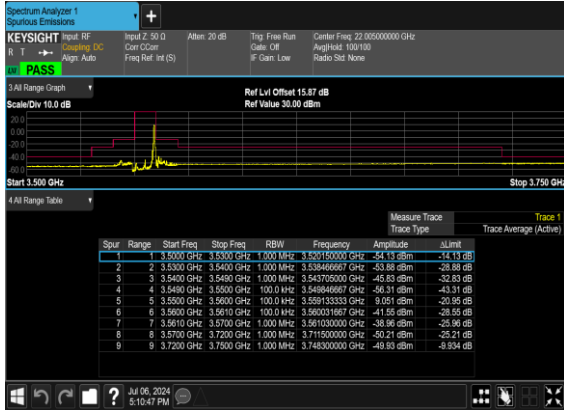 Spectrum Analyzer 1
Spurious Emissions
+
KEYSIGHT Input: RF Input Z: 50 Ω Atten: 20 dB Trig: Free Run Center Freq: 22.005000000 GHz
R T Coupling: DC Corr CCorr Gate: Off Avg|Hold: 100/100
Align: Auto Freq Ref: Int (S) IF Gain: Low Radio Std: None
PASS
3 All Range Graph
Ref Lvl Offset 15.87 dB
Scale/Div 10.0 dB Ref Value 30.00 dBm
20.0
0.00
-20.0
-40.0
-60.0
Start 3.500 GHz Stop 3.750 GHz
4 All Range Table
Measure Trace Trace 1
Trace Type Trace Average (Active)
Spur Range Start Freq Stop Freq RBW Frequency Amplitude ΔLimit
1 1 3.5000 GHz 3.5300 GHz 1.000 MHz 3.520150000 GHz -54.13 dBm -14.13 dB
2 2 3.5300 GHz 3.5400 GHz 1.000 MHz 3.538466667 GHz -53.88 dBm -28.88 dB
3 3 3.5400 GHz 3.5490 GHz 1.000 MHz 3.543705000 GHz -45.83 dBm -32.83 dB
4 4 3.5490 GHz 3.5500 GHz 100.0 kHz 3.549846667 GHz -56.31 dBm -43.31 dB
5 5 3.5500 GHz 3.5600 GHz 100.0 kHz 3.559133333 GHz 9.051 dBm -20.95 dB
6 6 3.5600 GHz 3.5610 GHz 100.0 kHz 3.560031667 GHz -41.55 dBm -28.55 dB
7 7 3.5610 GHz 3.5700 GHz 1.000 MHz 3.561030000 GHz -38.96 dBm -25.96 dB
8 8 3.5700 GHz 3.7200 GHz 1.000 MHz 3.711500000 GHz -50.21 dBm -25.21 dB
9 9 3.7200 GHz 3.7500 GHz 1.000 MHz 3.748300000 GHz -49.93 dBm -9.934 dB
? Jul 06, 2024
5:10:47 PM